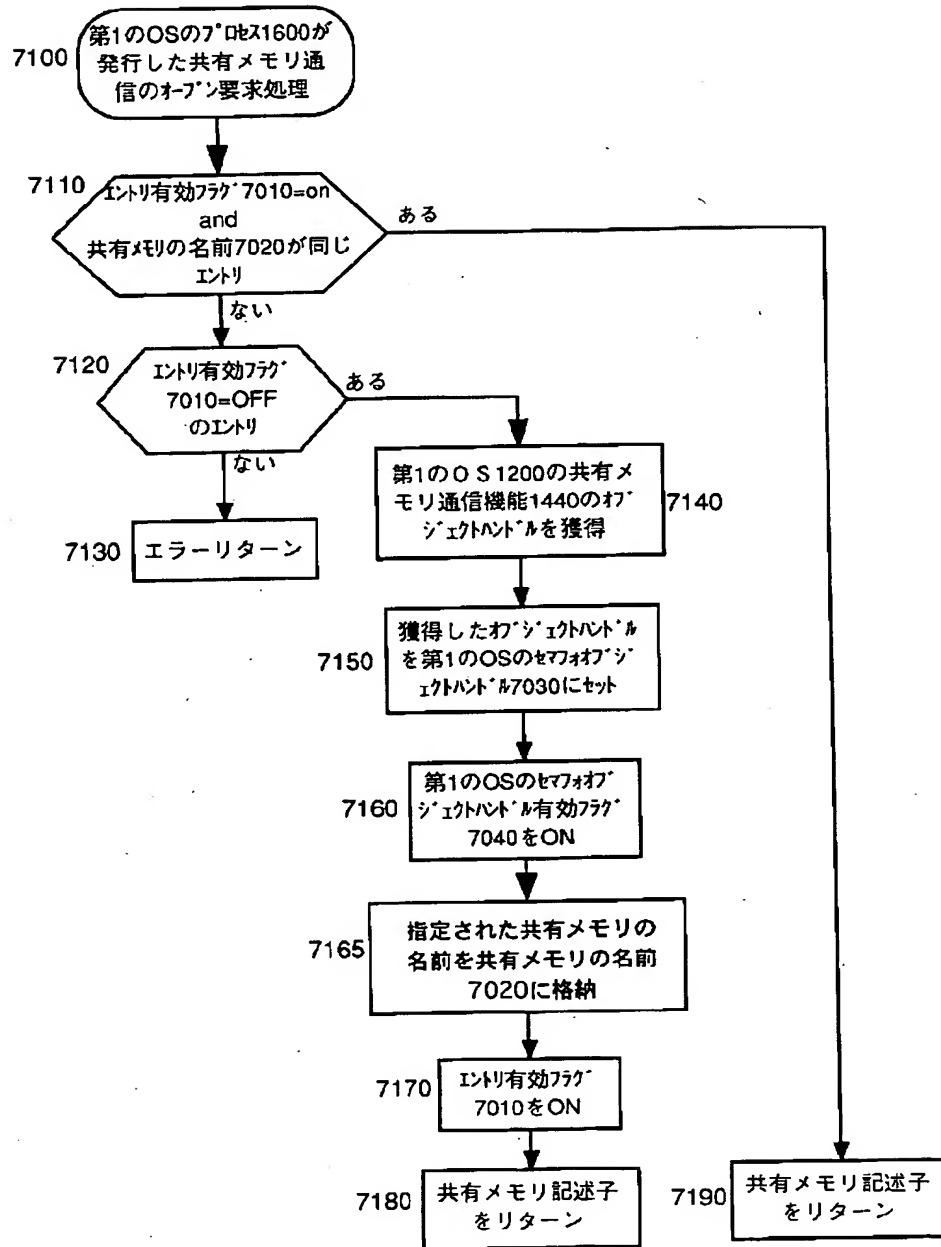 7100
第1のOSのﾌﾟﾛｾｽ1600が
発行した共有メモリ通
信のｵｰﾌﾟﾝ要求処理
7110
ｴﾝﾄﾘ有効ﾌﾗｸﾞ7010=on
and
共有ﾒﾓﾘの名前7020が同じ
ｴﾝﾄﾘ
ある
ない
7120
ｴﾝﾄﾘ有効ﾌﾗｸﾞ
7010=OFF
のｴﾝﾄﾘ
ある
ない
7130
エラーリターン
第1のOS1200の共有メ
モリ通信機能1440のｵﾌﾞ
ｼﾞｪｸﾄﾊﾝﾄﾞﾙを獲得
7140
7150
獲得したｵﾌﾞｼﾞｪｸﾄﾊﾝﾄﾞﾙ
を第1のOSのｾﾏﾌｫｵﾌﾞｼﾞ
ｪｸﾄﾊﾝﾄﾞﾙ7030にｾｯﾄ
7160
第1のOSのｾﾏﾌｫｵﾌﾞ
ｼﾞｪｸﾄﾊﾝﾄﾞﾙ有効ﾌﾗｸﾞ
7040をON
7165
指定された共有メモリの
名前を共有メモリの名前
7020に格納
7170
ｴﾝﾄﾘ有効ﾌﾗｸﾞ
7010をON
7180
共有メモリ記述子
をリターン
7190
共有メモリ記述子
をリターン